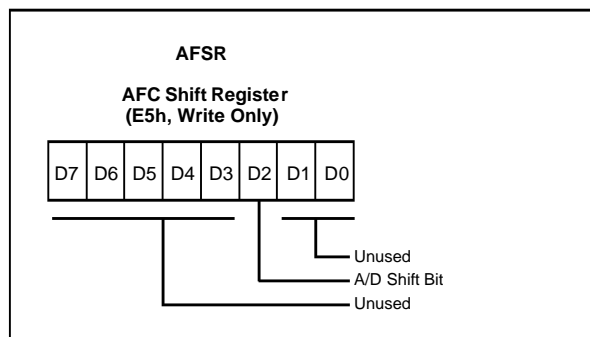 AFSR
AFC Shift Register
(E5h, Write Only)
D7 D6 D5 D4 D3 D2 D1 D0
Unused
A/D Shift Bit
Unused